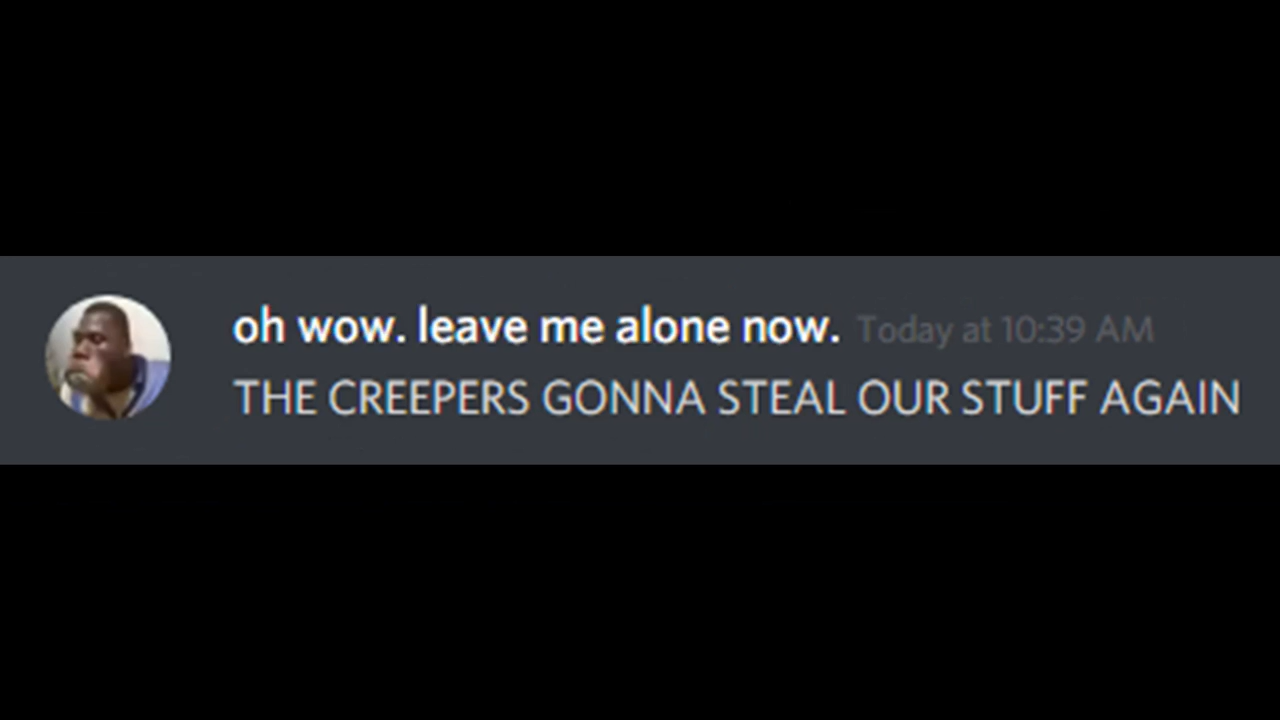 oh wow. leave me alone now. Today at 10:39 AM
THE CREEPERS GONNA STEAL OUR STUFF AGAIN